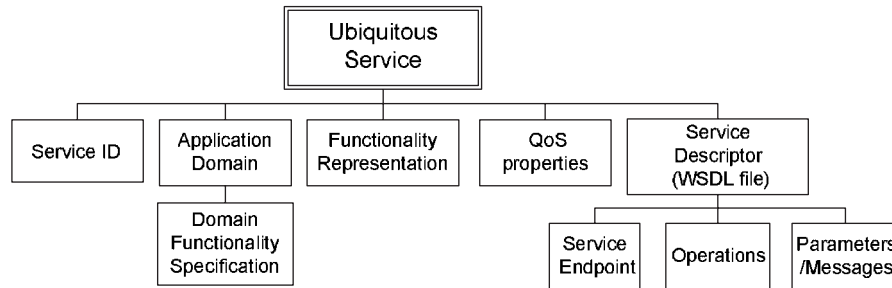 Ubiquitous
Service
Service ID
Application
Domain
Functionality
Representation
QoS
properties
Service
Descriptor
(WSDL file)
Domain
Functionality
Specification
Service
Endpoint
Operations
Parameters
/Messages